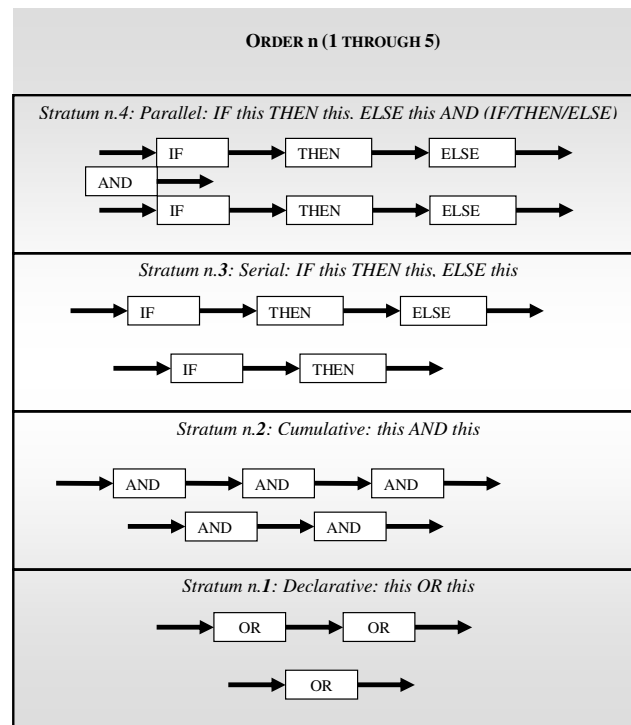 ORDER n (1 THROUGH 5)
Stratum n.4: Parallel: IF this THEN this, ELSE this AND (IF/THEN/ELSE)
IF THEN ELSE
AND
IF THEN ELSE
Stratum n.3: Serial: IF this THEN this, ELSE this
IF THEN ELSE
IF THEN
Stratum n.2: Cumulative: this AND this
AND AND AND
AND AND
Stratum n.1: Declarative: this OR this
OR OR
OR